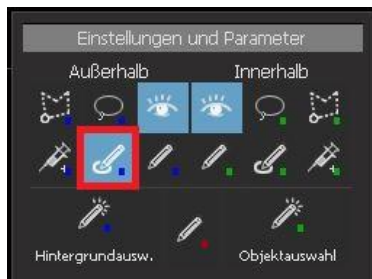 Einstellungen und Parameter
Außerhalb Innerhalb
Hintergrundausw. Objektauswahl